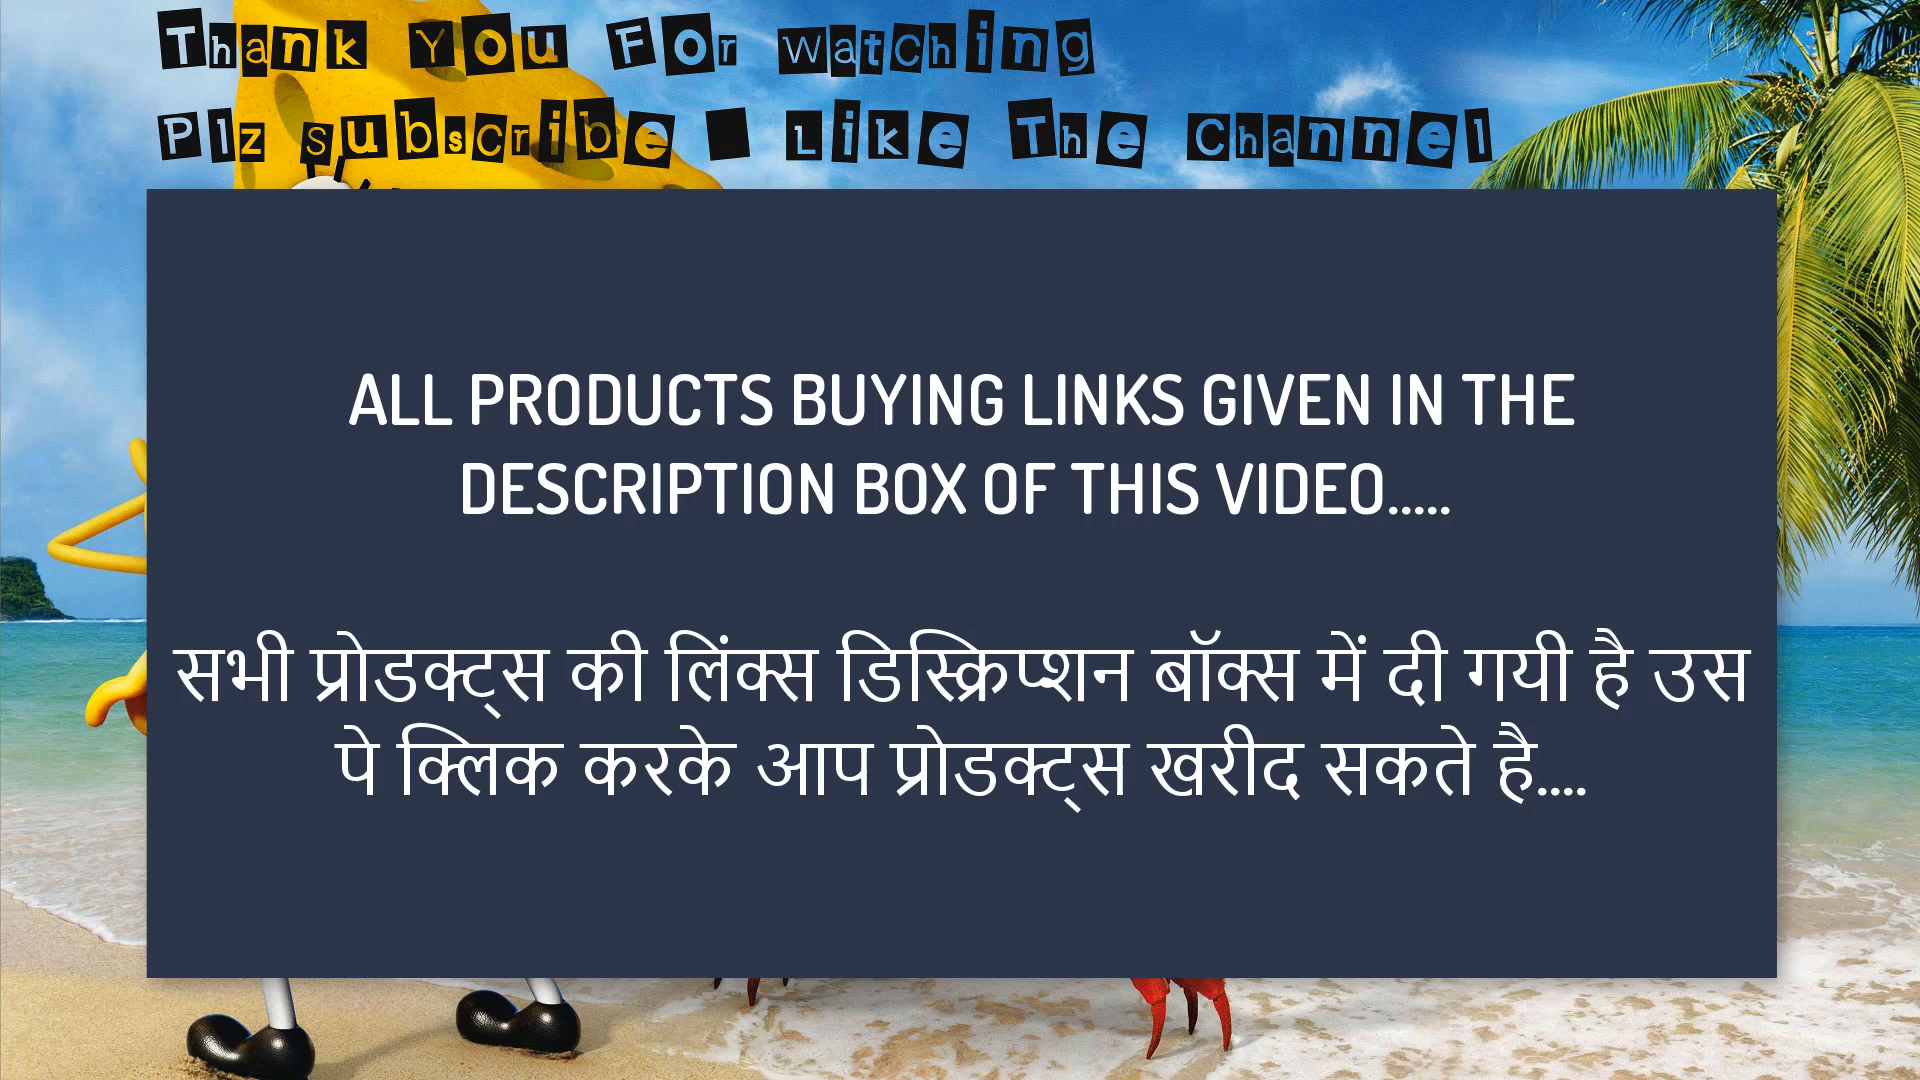 Thank You For Watching
Plz Subscribe Like The Channel
ALL PRODUCTS BUYING LINKS GIVEN IN THE
DESCRIPTION BOX OF THIS VIDEO.....
सभी प्रोडक्ट्स की लिंक्स डिस्क्रिप्शन बॉक्स में दी गयी है उस
पे क्लिक करके आप प्रोडक्ट्स खरीद सकते है....